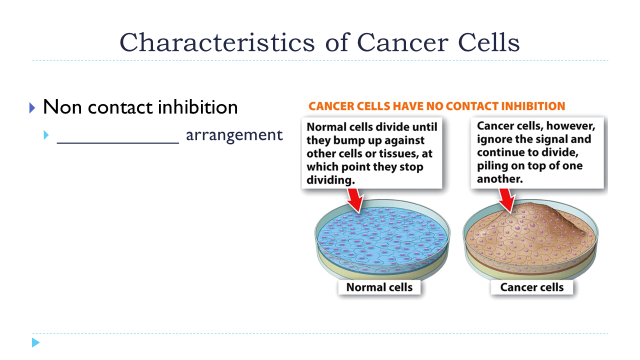 Characteristics of Cancer Cells
Non contact inhibition
____________ arrangement
CANCER CELLS HAVE NO CONTACT INHIBITION
Normal cells divide until
they bump up against
other cells or tissues, at
which point they stop
dividing.
Cancer cells, however,
ignore the signal and
continue to divide,
piling on top of one
another.
Normal cells
Cancer cells